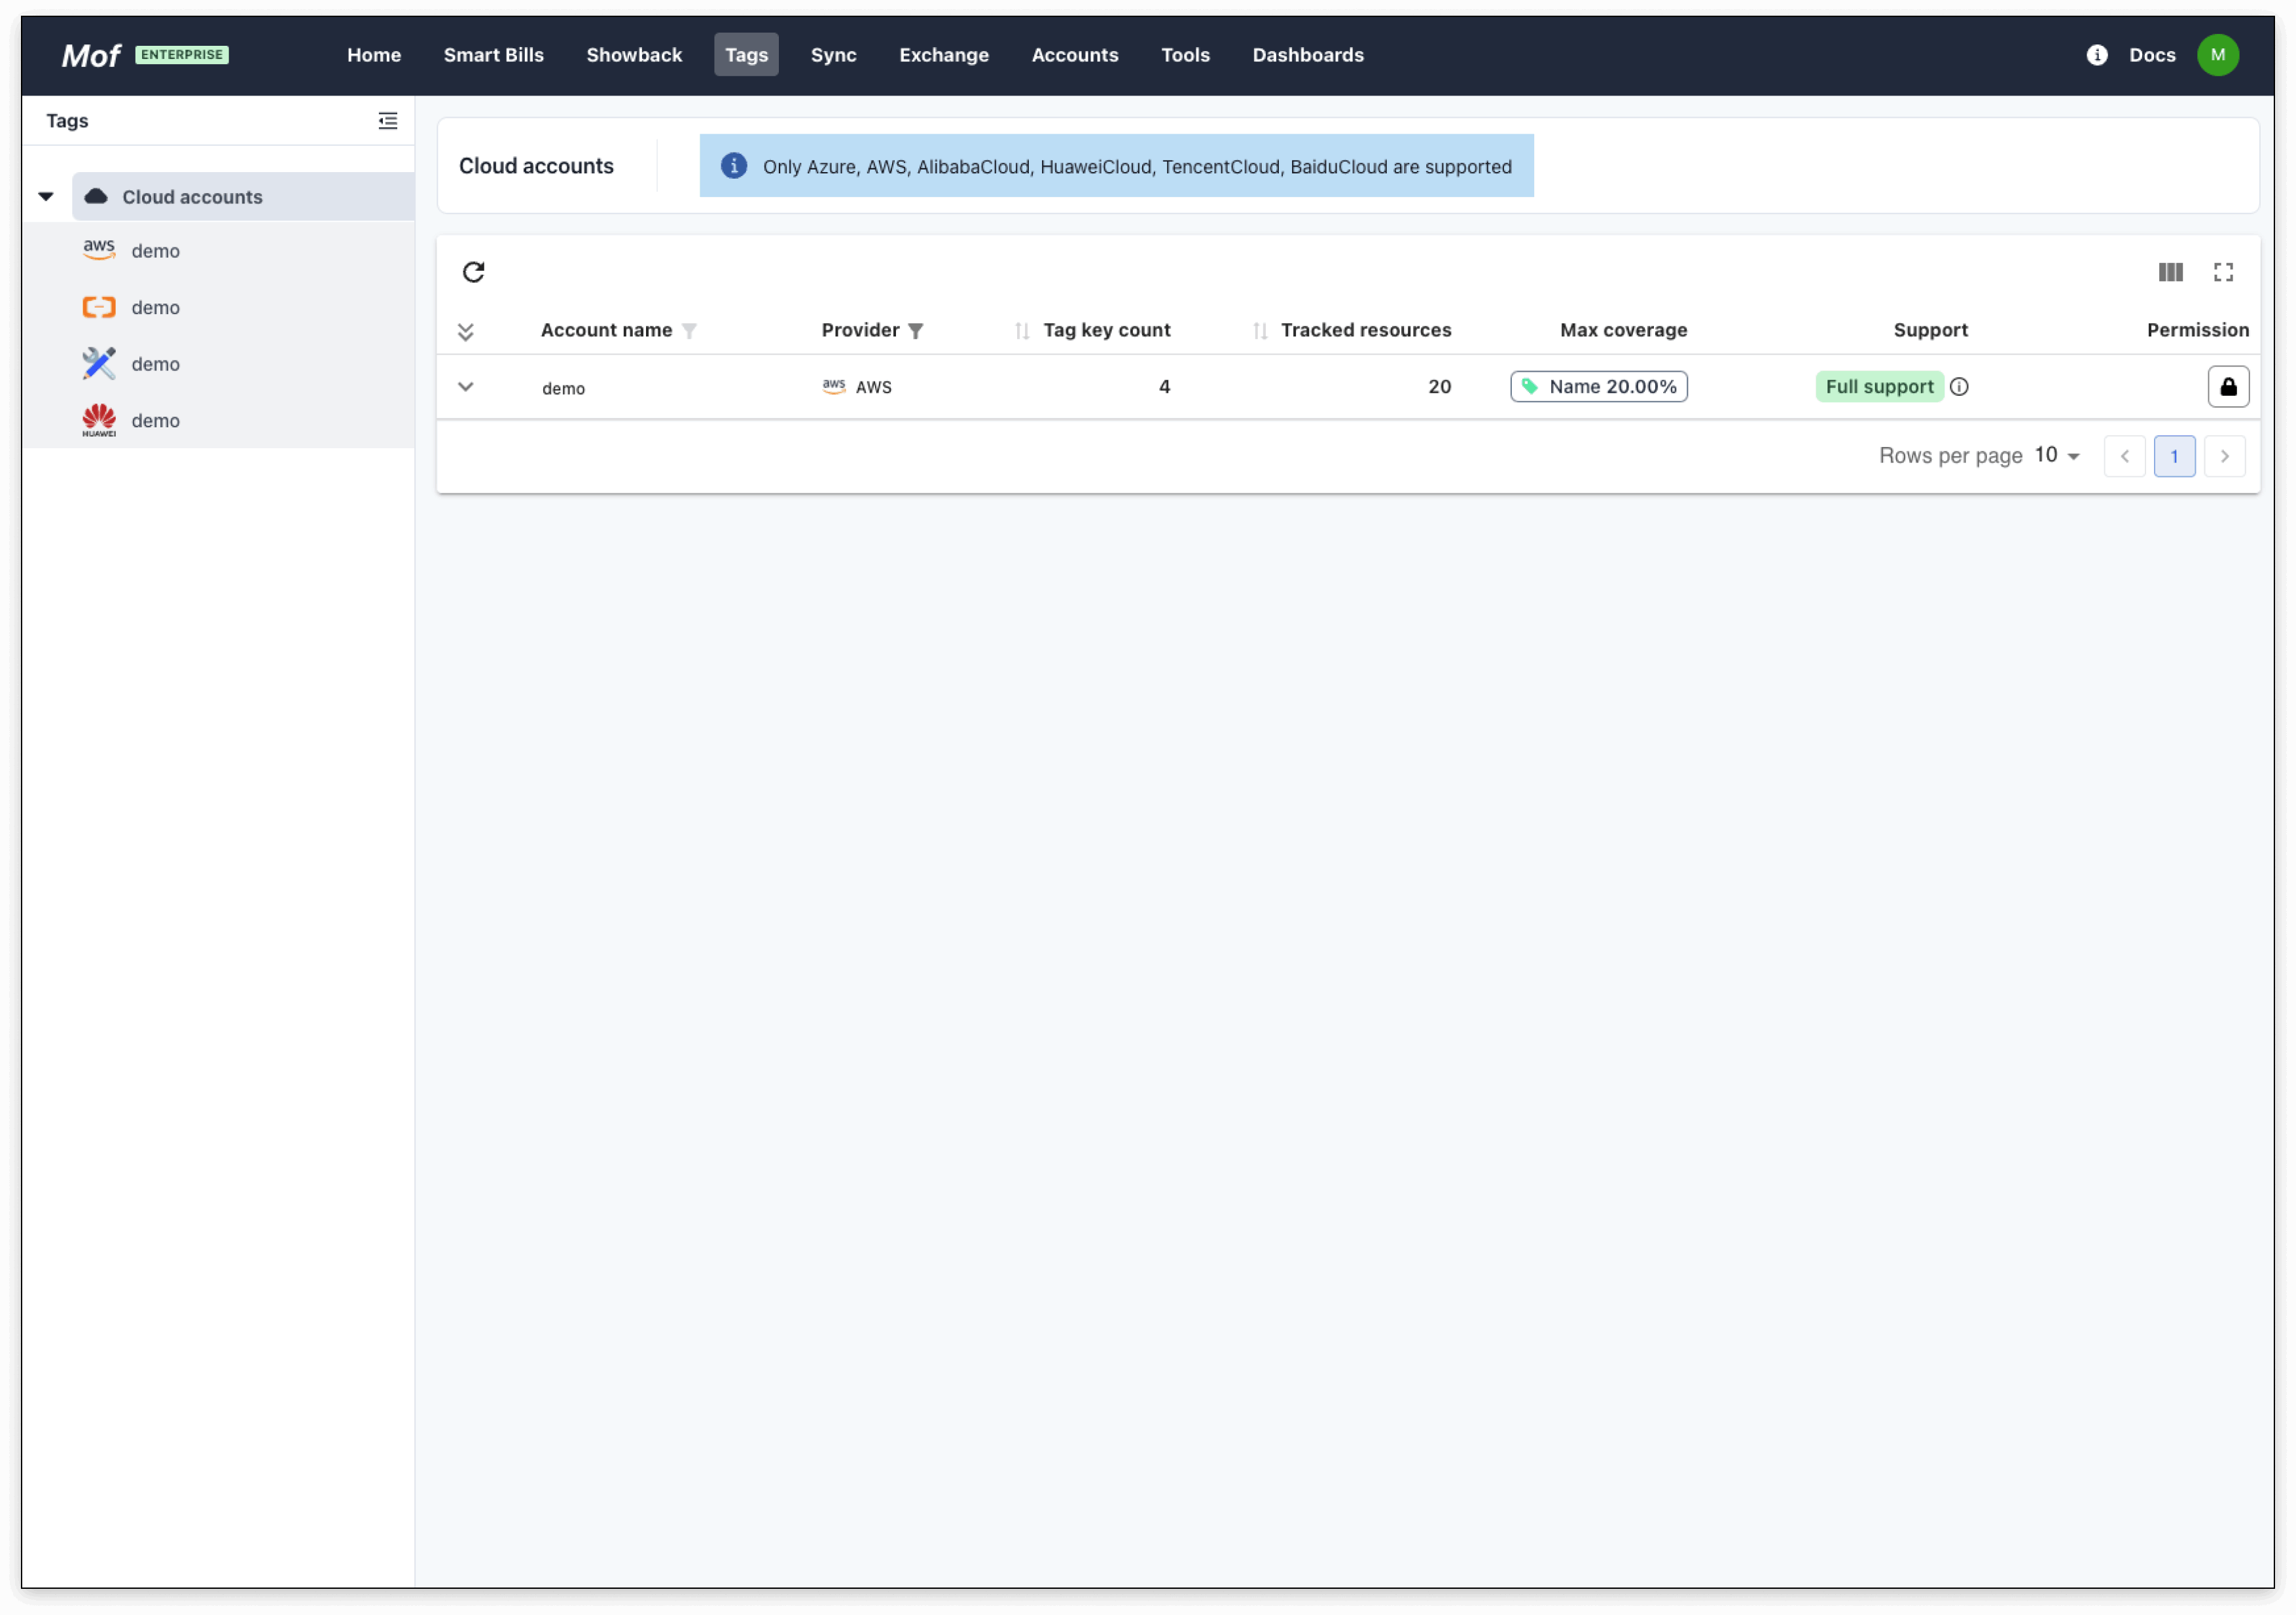 Mof ENTERPRISE Home Smart Bills Showback Tags Sync Exchange Accounts Tools Dashboards Docs M
Tags
Cloud accounts
aws demo
demo
demo
HUAWEI demo
Cloud accounts
Only Azure, AWS, AlibabaCloud, HuaweiCloud, TencentCloud, BaiduCloud are supported
Account name Provider Tag key count Tracked resources Max coverage Support Permission
demo aws AWS 4 20 Name 20.00% Full support
Rows per page 10 1